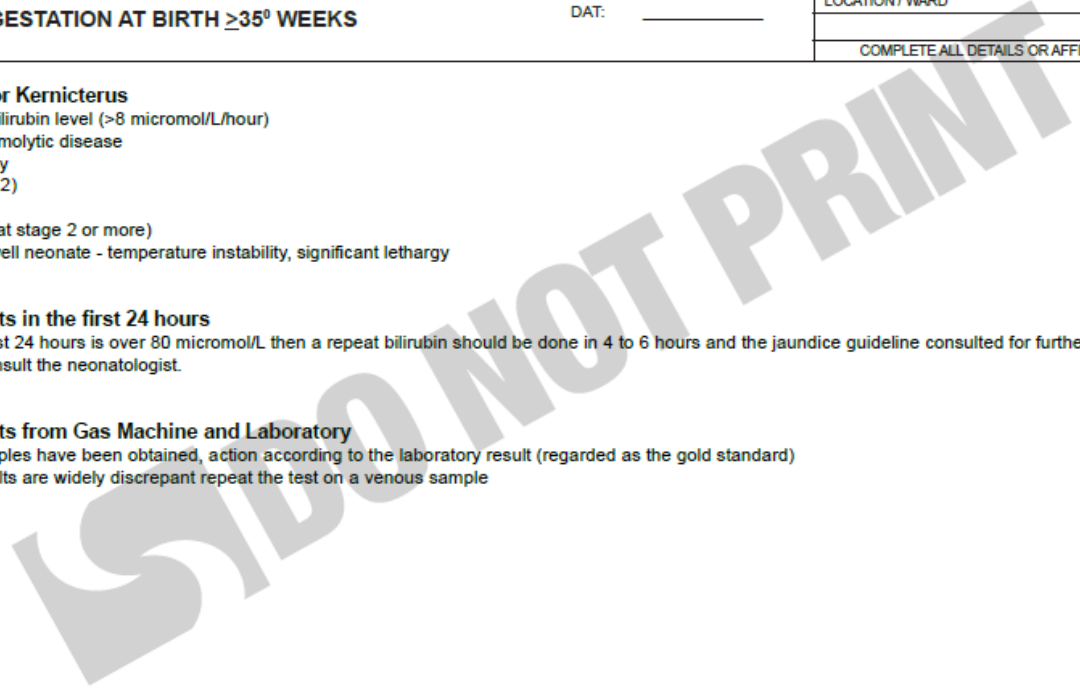 GESTATION AT BIRTH >35⁰ WEEKS
DAT:
LOCATION / WARD
COMPLETE ALL DETAILS OR AFFI
or Kernicterus
ilirubin level (>8 micromol/L/hour)
molytic disease
y
2)
at stage 2 or more)
ell neonate - temperature instability, significant lethargy
ts in the first 24 hours
st 24 hours is over 80 micromol/L then a repeat bilirubin should be done in 4 to 6 hours and the jaundice guideline consulted for furthe
nsult the neonatologist.
ts from Gas Machine and Laboratory
ples have been obtained, action according to the laboratory result (regarded as the gold standard)
lts are widely discrepant repeat the test on a venous sample
DO NOT PRINT